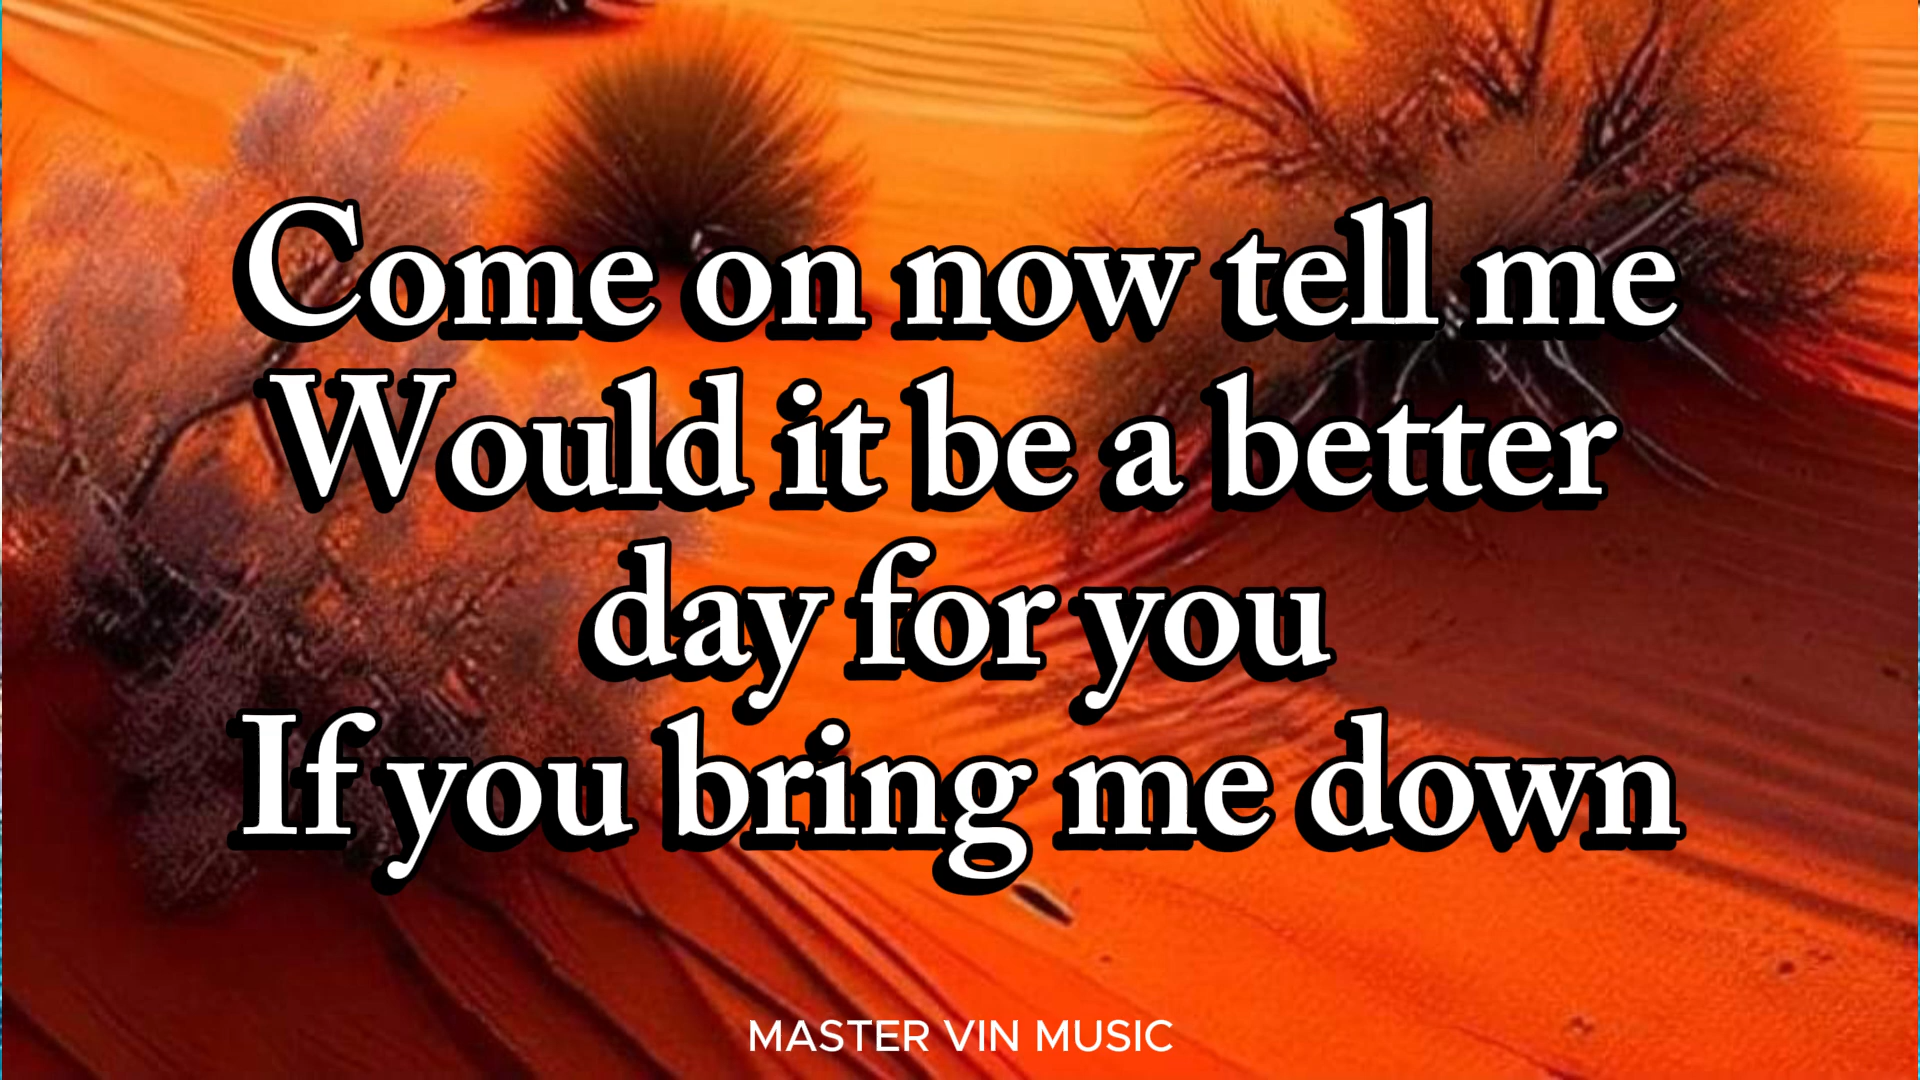 Come on now tell me
Would it be a better
day for you
If you bring me down
MASTER VIN MUSIC